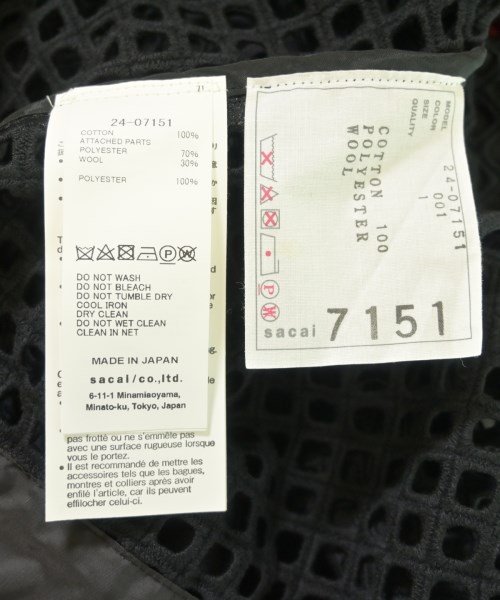 24-07151
COTTON 100%
ATTACHED PARTS
POLYESTER 70%
WOOL 30%
POLYESTER 100%
DO NOT WASH
DO NOT BLEACH
DO NOT TUMBLE DRY
COOL IRON
DRY CLEAN
DO NOT WET CLEAN
CLEAN IN NET
MADE IN JAPAN
sacai/co.,ltd.
6-11-1 Minamiaoyama,
Minato-ku, Tokyo, Japan
pas frotté ou ne s'emmêle pas
avec une surface rugueuse lorsque
vous le portez.
• Il est recommandé de mettre les
accessoires tels que les bagues,
montres et colliers après avoir
enfilé l'article, car ils peuvent
effilocher celui-ci.
MODEL 24-07151
COLOR 001
SIZE 1
QUALITY
COTTON 100
POLYESTER
WOOL
sacai 7151